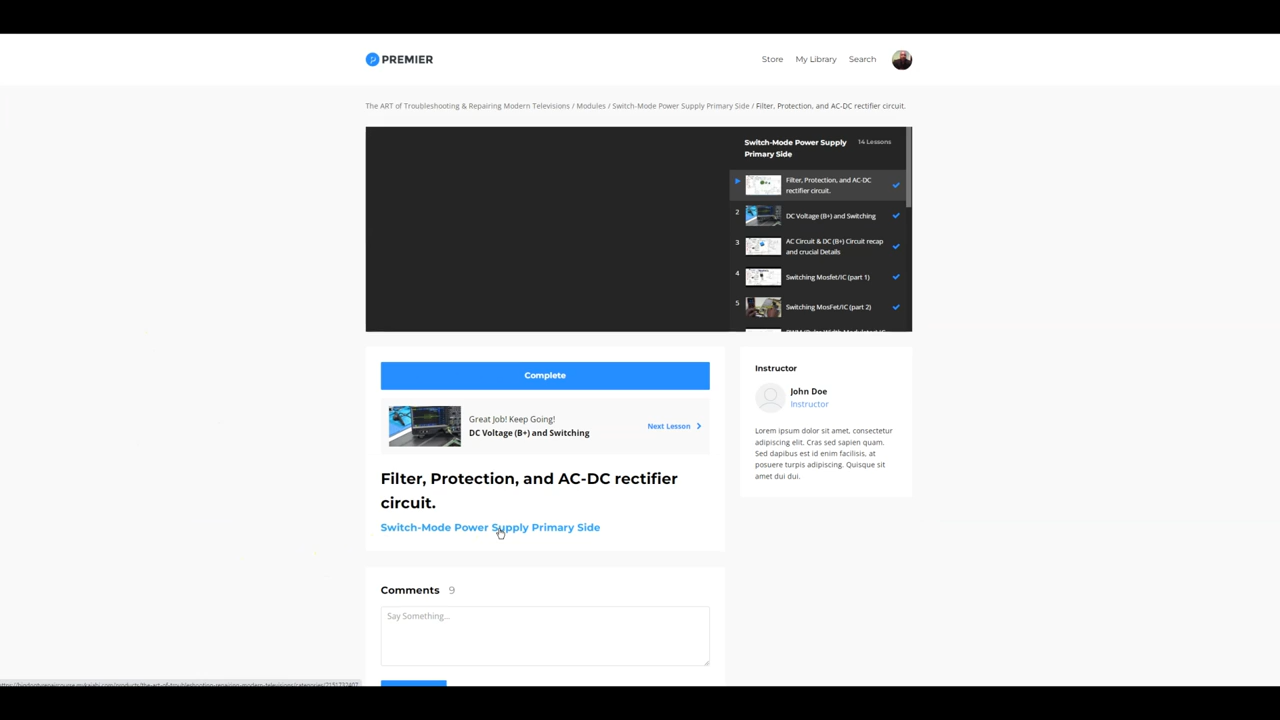 PREMIER
Store
My Library
Search
The ART of Troubleshooting & Repairing Modern Televisions / Modules / Switch-Mode Power Supply Primary Side / Filter, Protection, and AC-DC rectifier circuit.
Switch-Mode Power Supply
Primary Side
14 Lessons
Filter, Protection, and AC-DC
rectifier circuit.
2
DC Voltage (B+) and Switching
3
AC Circuit & DC (B+) Circuit recap
and crucial Details
4
Switching Mosfet/IC (part 1)
5
Switching MosFet/IC (part 2)
Complete
Great Job! Keep Going!
DC Voltage (B+) and Switching
Next Lesson
Filter, Protection, and AC-DC rectifier
circuit.
Switch-Mode Power Supply Primary Side
Comments 9
Say Something...
Instructor
John Doe
Instructor
Lorem ipsum dolor sit amet, consectetur
adipiscing elit. Cras sed sapien quam.
Sed dapibus est id enim facilisis, at
posuere turpis adipiscing. Quisque sit
amet dui dui.